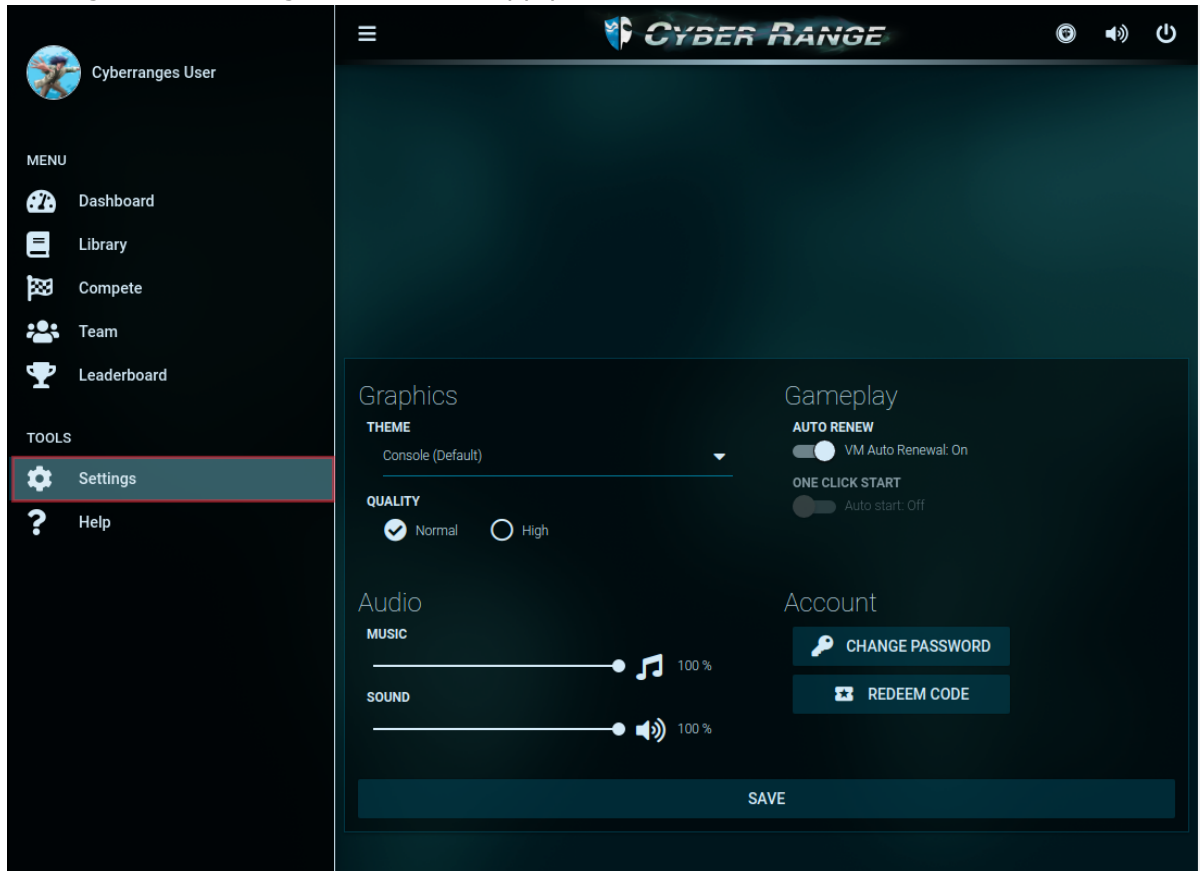 CYBER RANGE
Cyberranges User
MENU
Dashboard
Library
Compete
Team
Leaderboard
TOOLS
Settings
Help
Graphics
THEME
Console (Default)
QUALITY
Normal High
Gameplay
AUTO RENEW
VM Auto Renewal: On
ONE CLICK START
Auto start: Off
Audio
MUSIC
100 %
SOUND
100 %
Account
CHANGE PASSWORD
REDEEM CODE
SAVE